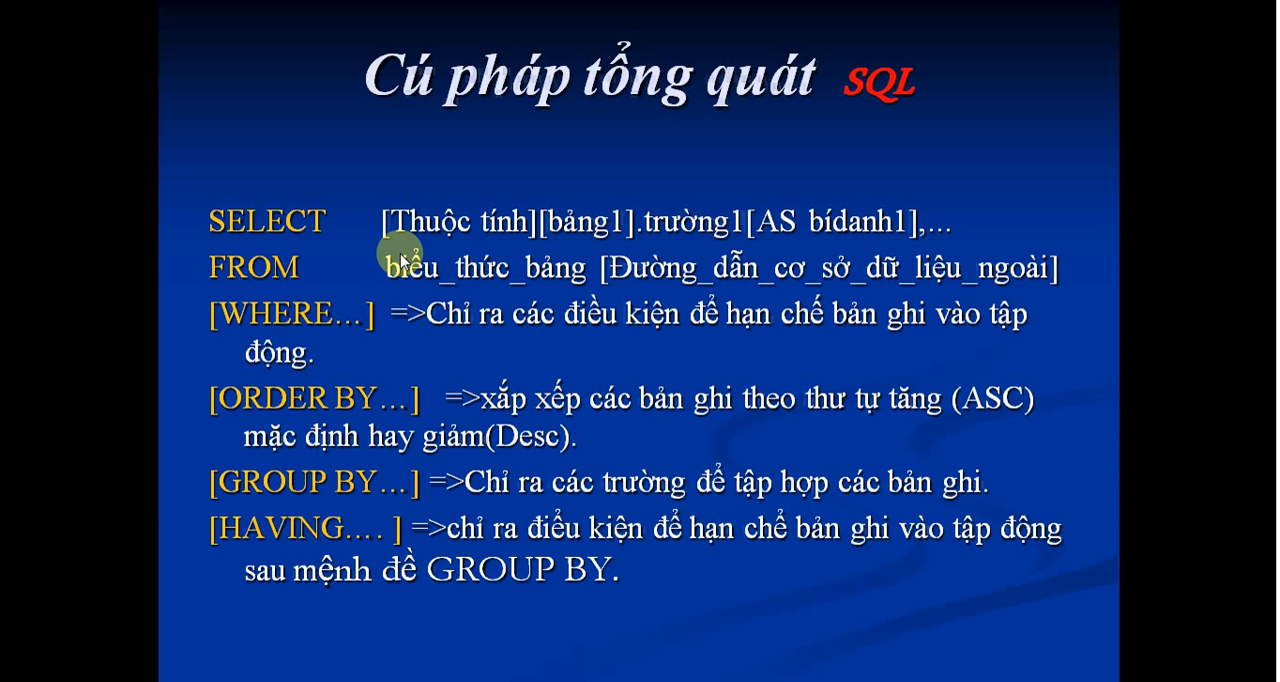 Cú pháp tổng quát SQL
SELECT [Thuộc tính][bảng1].trường1[AS bídanh1],...
FROM biểu_thức_bảng [Đường_dẫn_cơ_sở_dữ_liệu_ngoài]
[WHERE...] =>Chỉ ra các điều kiện để hạn chế bản ghi vào tập
động.
[ORDER BY...] =>xắp xếp các bản ghi theo thư tự tăng (ASC)
mặc định hay giảm(Desc).
[GROUP BY...] =>Chỉ ra các trường để tập hợp các bản ghi.
[HAVING.... ] =>chỉ ra điểu kiện để hạn chể bản ghi vào tập động
sau mệnh đề GROUP BY.